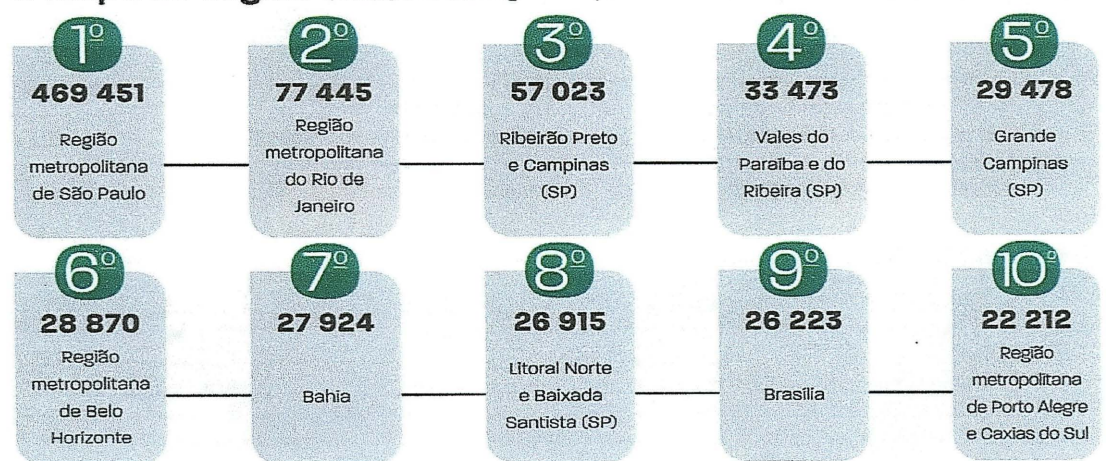 1º
469 451
Região
metropolitana
de São Paulo
2º
77 445
Região
metropolitana
do Rio de
Janeiro
3º
57 023
Ribeirão Preto
e Campinas
(SP)
4º
33 473
Vales do
Paraíba e do
Ribeira (SP)
5º
29 478
Grande
Campinas
(SP)
6º
28 870
Região
metropolitana
de Belo
Horizonte
7º
27 924
Bahia
8º
26 915
Litoral Norte
e Baixada
Santista (SP)
9º
26 223
Brasília
10º
22 212
Região
metropolitana
de Porto Alegre
e Caxias do Sul